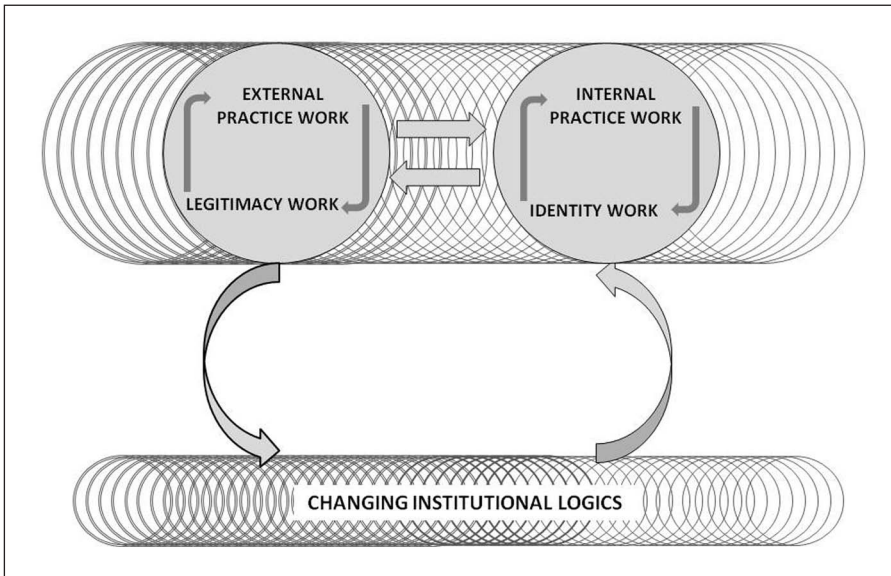 EXTERNAL
PRACTICE WORK
LEGITIMACY WORK
INTERNAL
PRACTICE WORK
IDENTITY WORK
CHANGING INSTITUTIONAL LOGICS